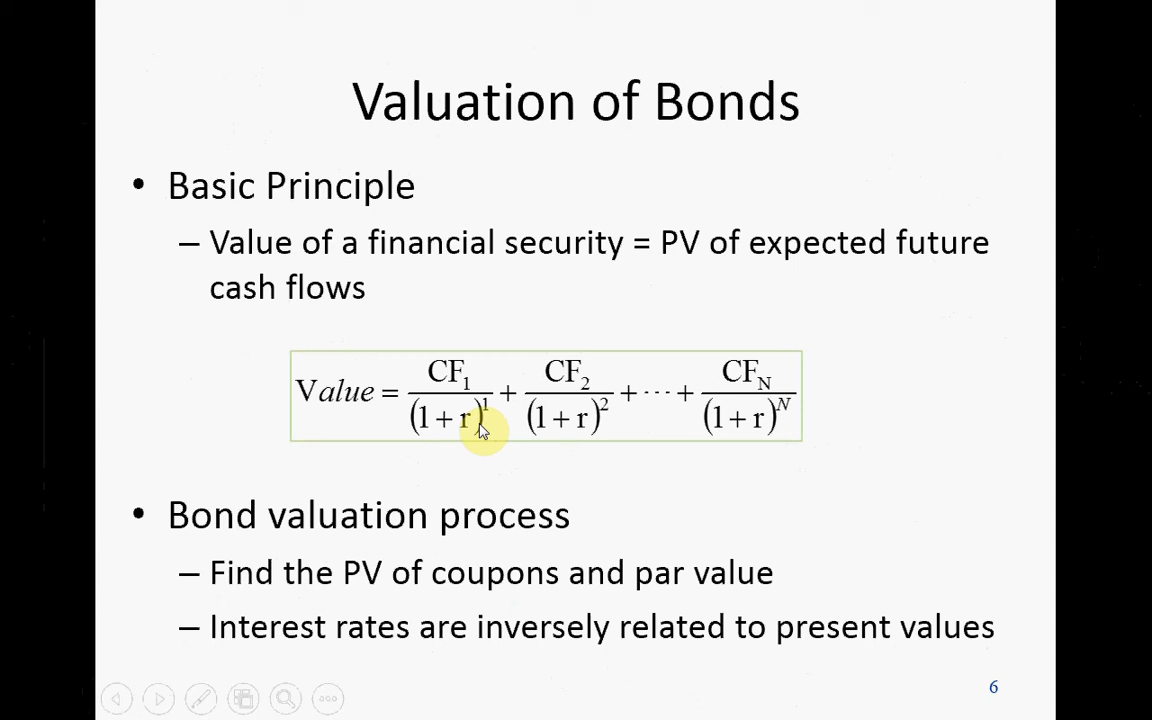 Valuation of Bonds
• Basic Principle
– Value of a financial security = PV of expected future
cash flows
Value = CF₁/(1 + r)¹ + CF₂/(1 + r)² + ⋯ + CF_N/(1 + r)^N
• Bond valuation process
– Find the PV of coupons and par value
– Interest rates are inversely related to present values
6